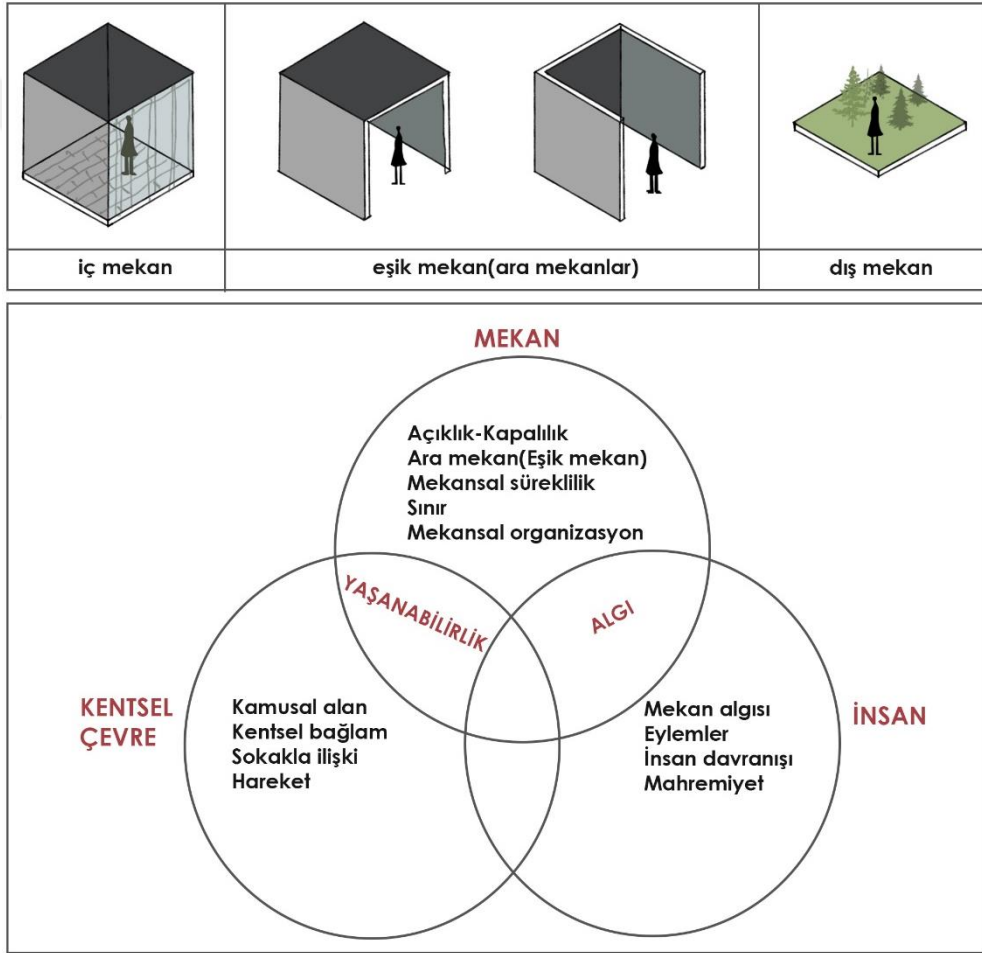 iç mekan
eşik mekan(ara mekanlar)
dış mekan
MEKAN
Açıklık-Kapalılık
Ara mekan(Eşik mekan)
Mekansal süreklilik
Sınır
Mekansal organizasyon
YAŞANABİLİRLİK
ALGI
KENTSEL
ÇEVRE
Kamusal alan
Kentsel bağlam
Sokakla ilişki
Hareket
Mekan algısı
Eylemler
İnsan davranışı
Mahremiyet
İNSAN